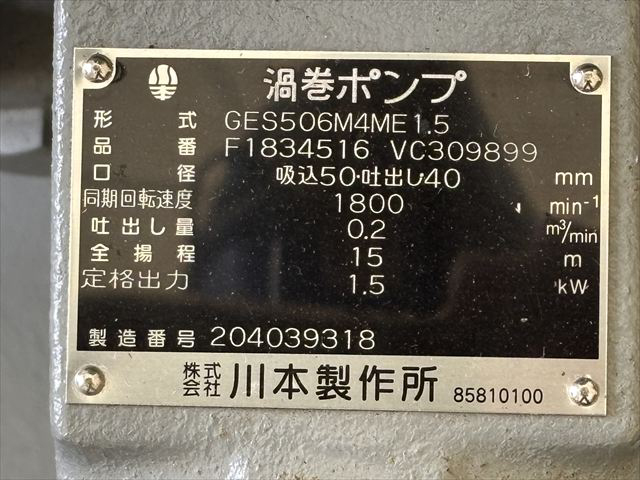 渦巻ポンプ
形式 GES506M4ME1.5
品番 F1834516 VC309899
口径 吸込50·吐出し40 mm
同期回転速度 1800 min⁻¹
吐出し量 0.2 m³/min
全揚程 15 m
定格出力 1.5 kW
製造番号 204039318
株式会社 川本製作所 85810100